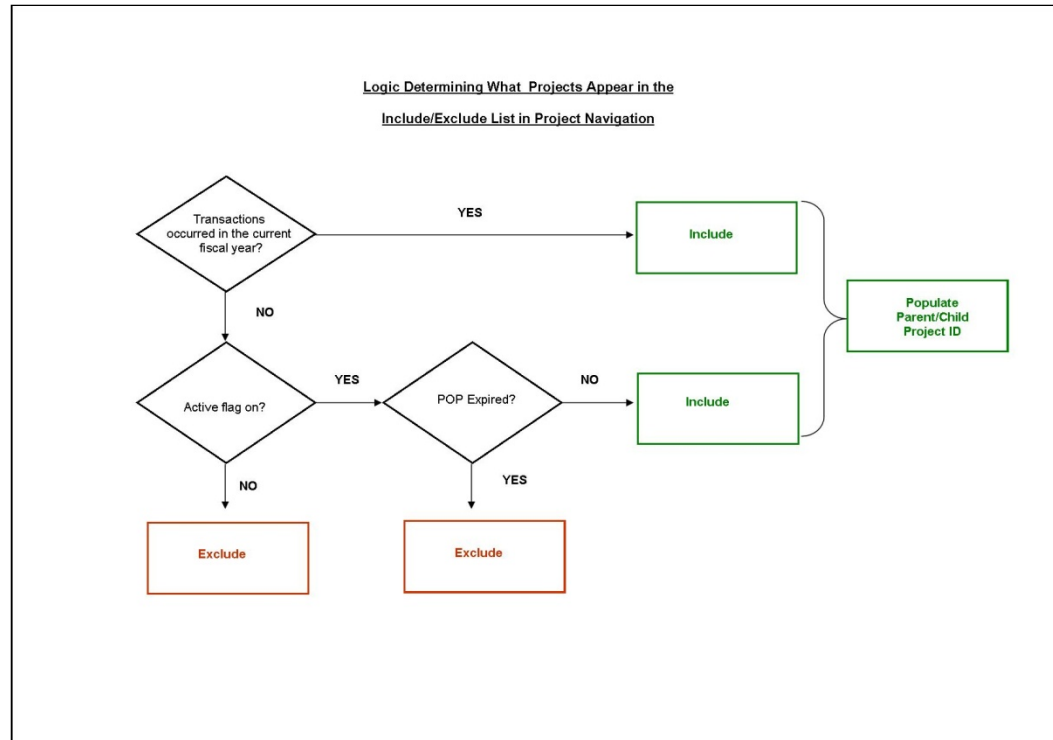 Logic Determining What Projects Appear in the
Include/Exclude List in Project Navigation
Transactions
occurred in the current
fiscal year?
YES
Include
NO
Populate
Parent/Child
Project ID
Active flag on?
YES
POP Expired?
NO
Include
NO
YES
Exclude
Exclude